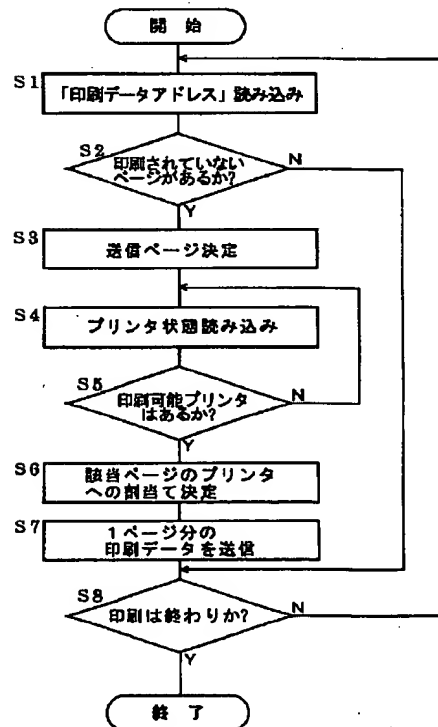 開 始
S1
「印刷データアドレス」読み込み
S2
印刷されていない
ページがあるか?
N
Y
S3
送信ページ決定
S4
プリンタ状態読み込み
S5
印刷可能プリンタ
はあるか?
N
Y
S6
該当ページのプリンタ
への割当て決定
S7
1ページ分の
印刷データを送信
S8
印刷は終わりか?
N
Y
終 了